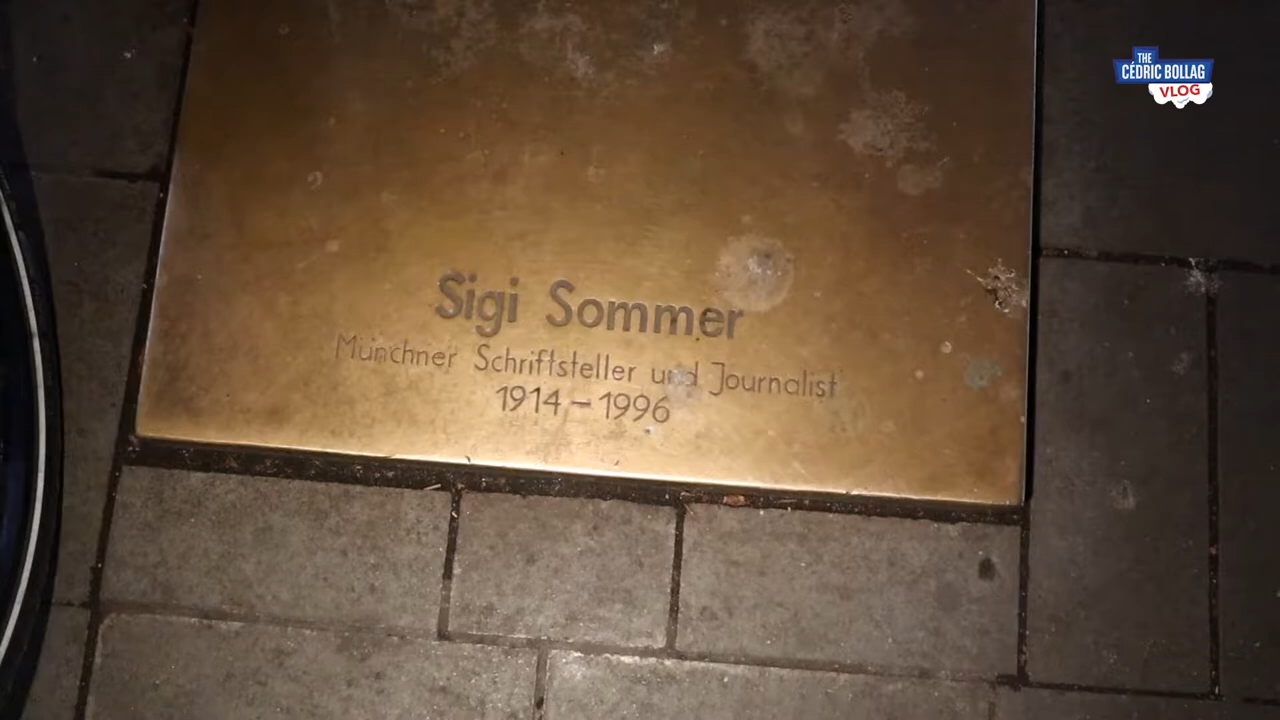 THE
CÉDRIC BOLLAG
VLOG
Sigi Sommer
Münchner Schriftsteller und Journalist
1914 – 1996